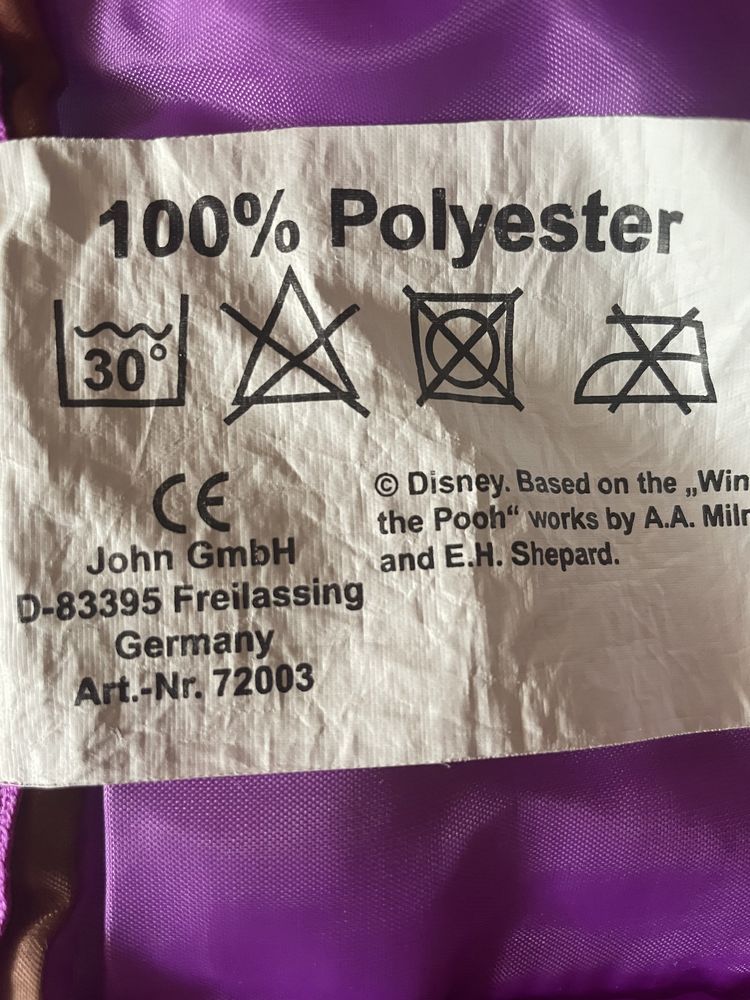 100% Polyester
30°
CE
John GmbH
D-83395 Freilassing
Germany
Art.-Nr. 72003
© Disney. Based on the „Win
the Pooh“ works by A.A. Miln
and E.H. Shepard.